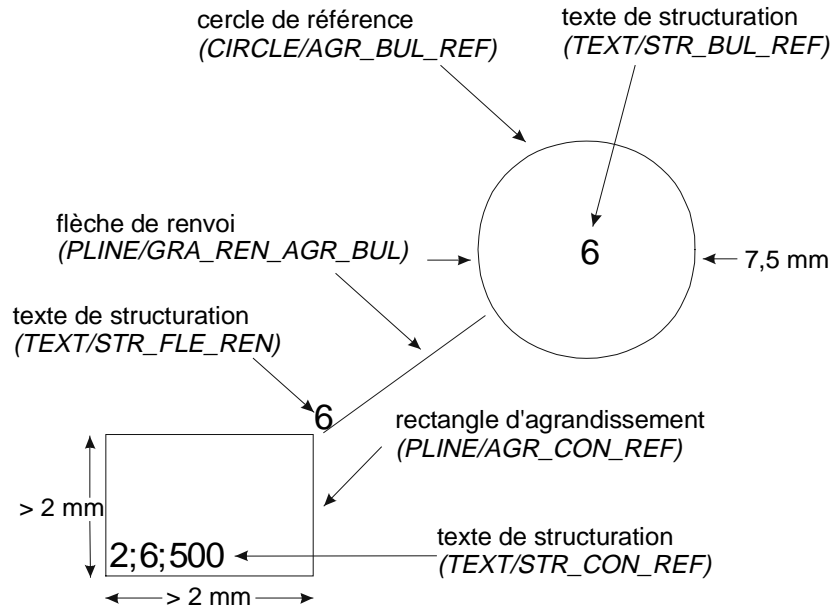 cercle de référence
(CIRCLE/AGR_BUL_REF)
texte de structuration
(TEXT/STR_BUL_REF)
flèche de renvoi
(PLINE/GRA_REN_AGR_BUL)
6
7,5 mm
texte de structuration
(TEXT/STR_FLE_REN)
6
rectangle d'agrandissement
(PLINE/AGR_CON_REF)
> 2 mm
2;6;500
texte de structuration
(TEXT/STR_CON_REF)
> 2 mm